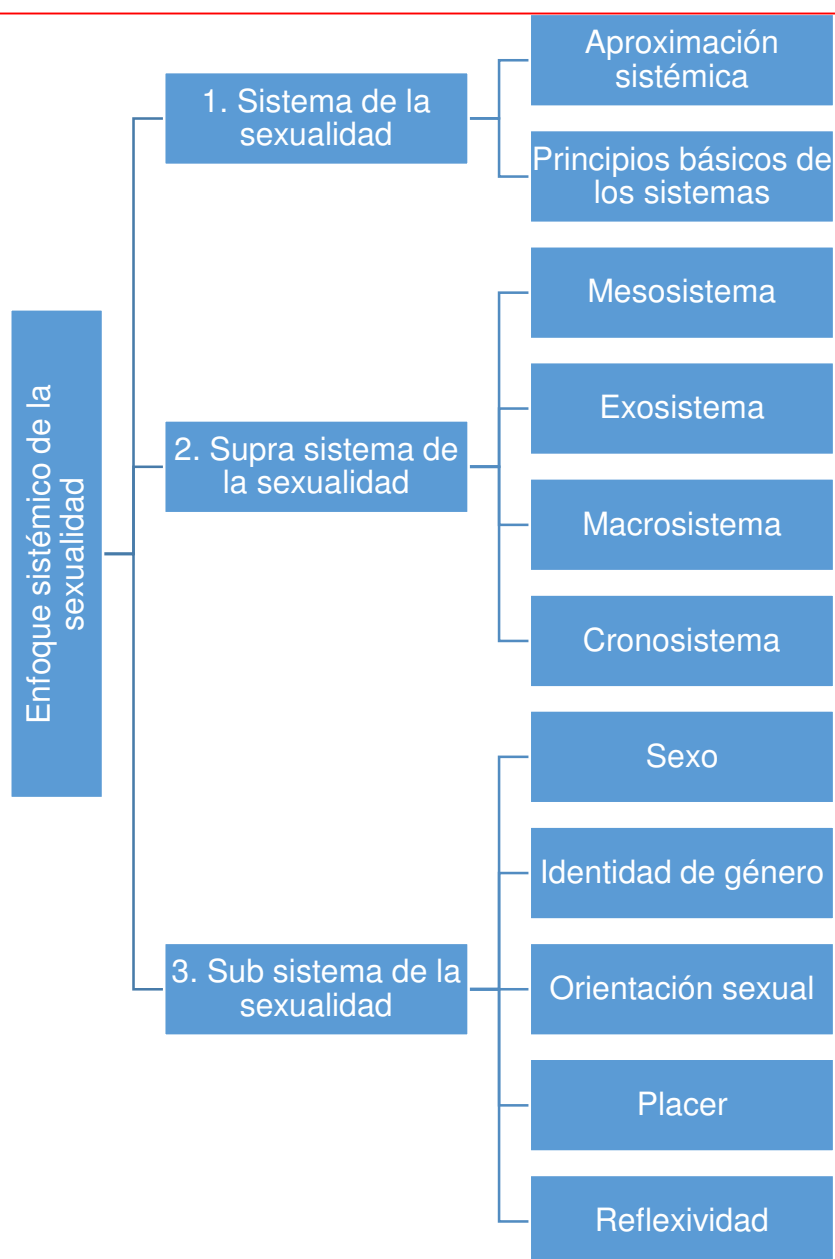 Enfoque sistémico de la
sexualidad
1. Sistema de la
sexualidad
Aproximación
sistémica
Principios básicos de
los sistemas
2. Supra sistema de
la sexualidad
Mesosistema
Exosistema
Macrosistema
Cronosistema
3. Sub sistema de la
sexualidad
Sexo
Identidad de género
Orientación sexual
Placer
Reflexividad